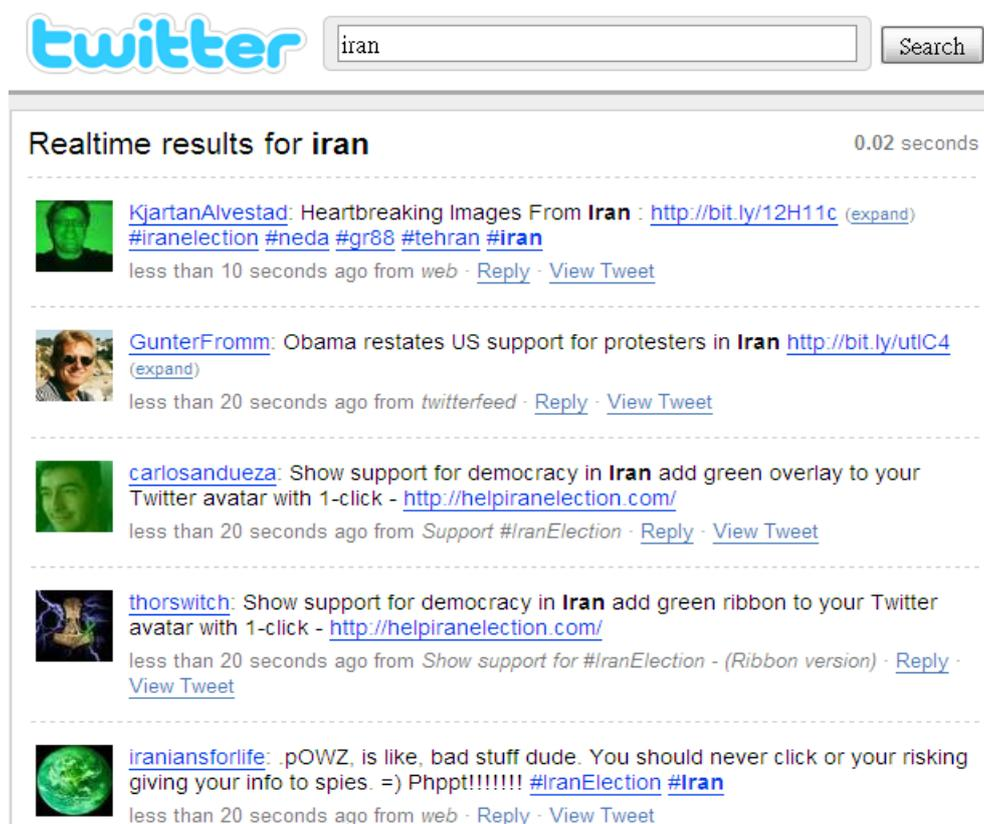 twitter
iran
Search
Realtime results for iran
0.02 seconds
KjartanAlvestad: Heartbreaking Images From Iran : http://bit.ly/12H11c (expand)
#iranelection #neda #gr88 #tehran #iran
less than 10 seconds ago from web · Reply · View Tweet
GunterFromm: Obama restates US support for protesters in Iran http://bit.ly/utlC4
(expand)
less than 20 seconds ago from twitterfeed · Reply · View Tweet
carlosandueza: Show support for democracy in Iran add green overlay to your
Twitter avatar with 1-click - http://helpiranelection.com/
less than 20 seconds ago from Support #IranElection · Reply · View Tweet
thorswitch: Show support for democracy in Iran add green ribbon to your Twitter
avatar with 1-click - http://helpiranelection.com/
less than 20 seconds ago from Show support for #IranElection - (Ribbon version) · Reply ·
View Tweet
iraniansforlife: .pOWZ, is like, bad stuff dude. You should never click or your risking
giving your info to spies. =) Phppt!!!!!!! #IranElection #Iran
less than 20 seconds ago from web · Reply · View Tweet